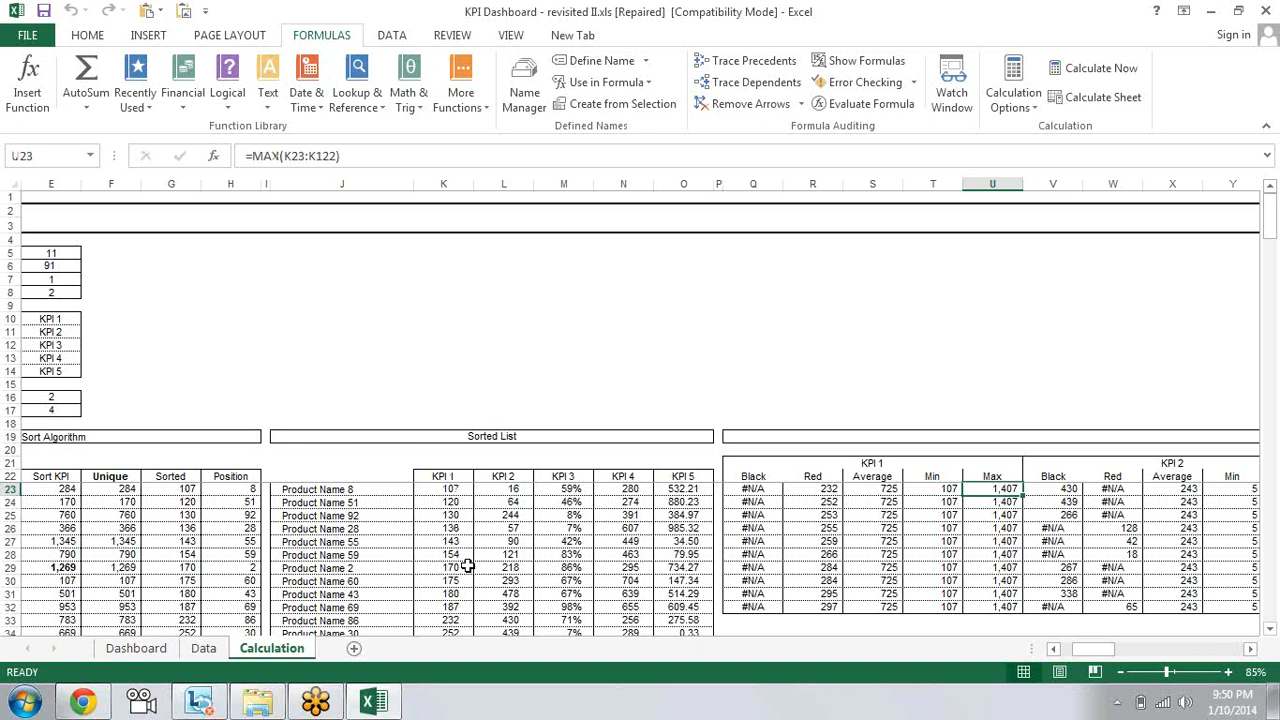 KPI Dashboard - revisited II.xls [Repaired] [Compatibility Mode] - Excel
FILE HOME INSERT PAGE LAYOUT FORMULAS DATA REVIEW VIEW New Tab Sign in
Insert Function
AutoSum
Recently Used
Financial
Logical
Text
Date & Time
Lookup & Reference
Math & Trig
More Functions
Function Library
Name Manager
Define Name
Use in Formula
Create from Selection
Defined Names
Trace Precedents
Trace Dependents
Remove Arrows
Show Formulas
Error Checking
Evaluate Formula
Formula Auditing
Watch Window
Calculation Options
Calculate Now
Calculate Sheet
Calculation
U23 fx =MAX(K23:K122)
E F G H I J K L M N O P Q R S T U V W X Y
1
2
3
4
5 11
6 91
7 1
8 2
9
10 KPI 1
11 KPI 2
12 KPI 3
13 KPI 4
14 KPI 5
15
16 2
17 4
18
19 Sort Algorithm Sorted List
20
21 KPI 1 KPI 2
22 Sort KPI Unique Sorted Position KPI 1 KPI 2 KPI 3 KPI 4 KPI 5 Black Red Average Min Max Black Red Average Min
23 284 284 107 8 Product Name 8 107 16 59% 280 532.21 #N/A 232 725 107 1,407 430 #N/A 243 5
24 170 170 120 51 Product Name 51 120 64 46% 274 880.23 #N/A 252 725 107 1,407 439 #N/A 243 5
25 760 760 130 92 Product Name 92 130 244 8% 391 384.97 #N/A 253 725 107 1,407 266 #N/A 243 5
26 366 366 136 28 Product Name 28 136 57 7% 607 985.32 #N/A 255 725 107 1,407 #N/A 128 243 5
27 1,345 1,345 143 55 Product Name 55 143 90 42% 449 34.50 #N/A 259 725 107 1,407 #N/A 42 243 5
28 790 790 154 59 Product Name 59 154 121 83% 463 79.95 #N/A 266 725 107 1,407 #N/A 18 243 5
29 1,269 1,269 170 2 Product Name 2 170 218 86% 295 734.27 #N/A 284 725 107 1,407 267 #N/A 243 5
30 107 107 175 60 Product Name 60 175 293 67% 704 147.34 #N/A 284 725 107 1,407 286 #N/A 243 5
31 501 501 180 43 Product Name 43 180 478 67% 639 514.29 #N/A 295 725 107 1,407 338 #N/A 243 5
32 953 953 187 69 Product Name 69 187 392 98% 655 609.45 #N/A 297 725 107 1,407 #N/A 65 243 5
33 783 783 232 86 Product Name 86 232 430 71% 256 275.58
34 669 669 252 30 Product Name 30 252 439 1% 289 0.33
Dashboard Data Calculation
READY 85%
9:50 PM
1/10/2014